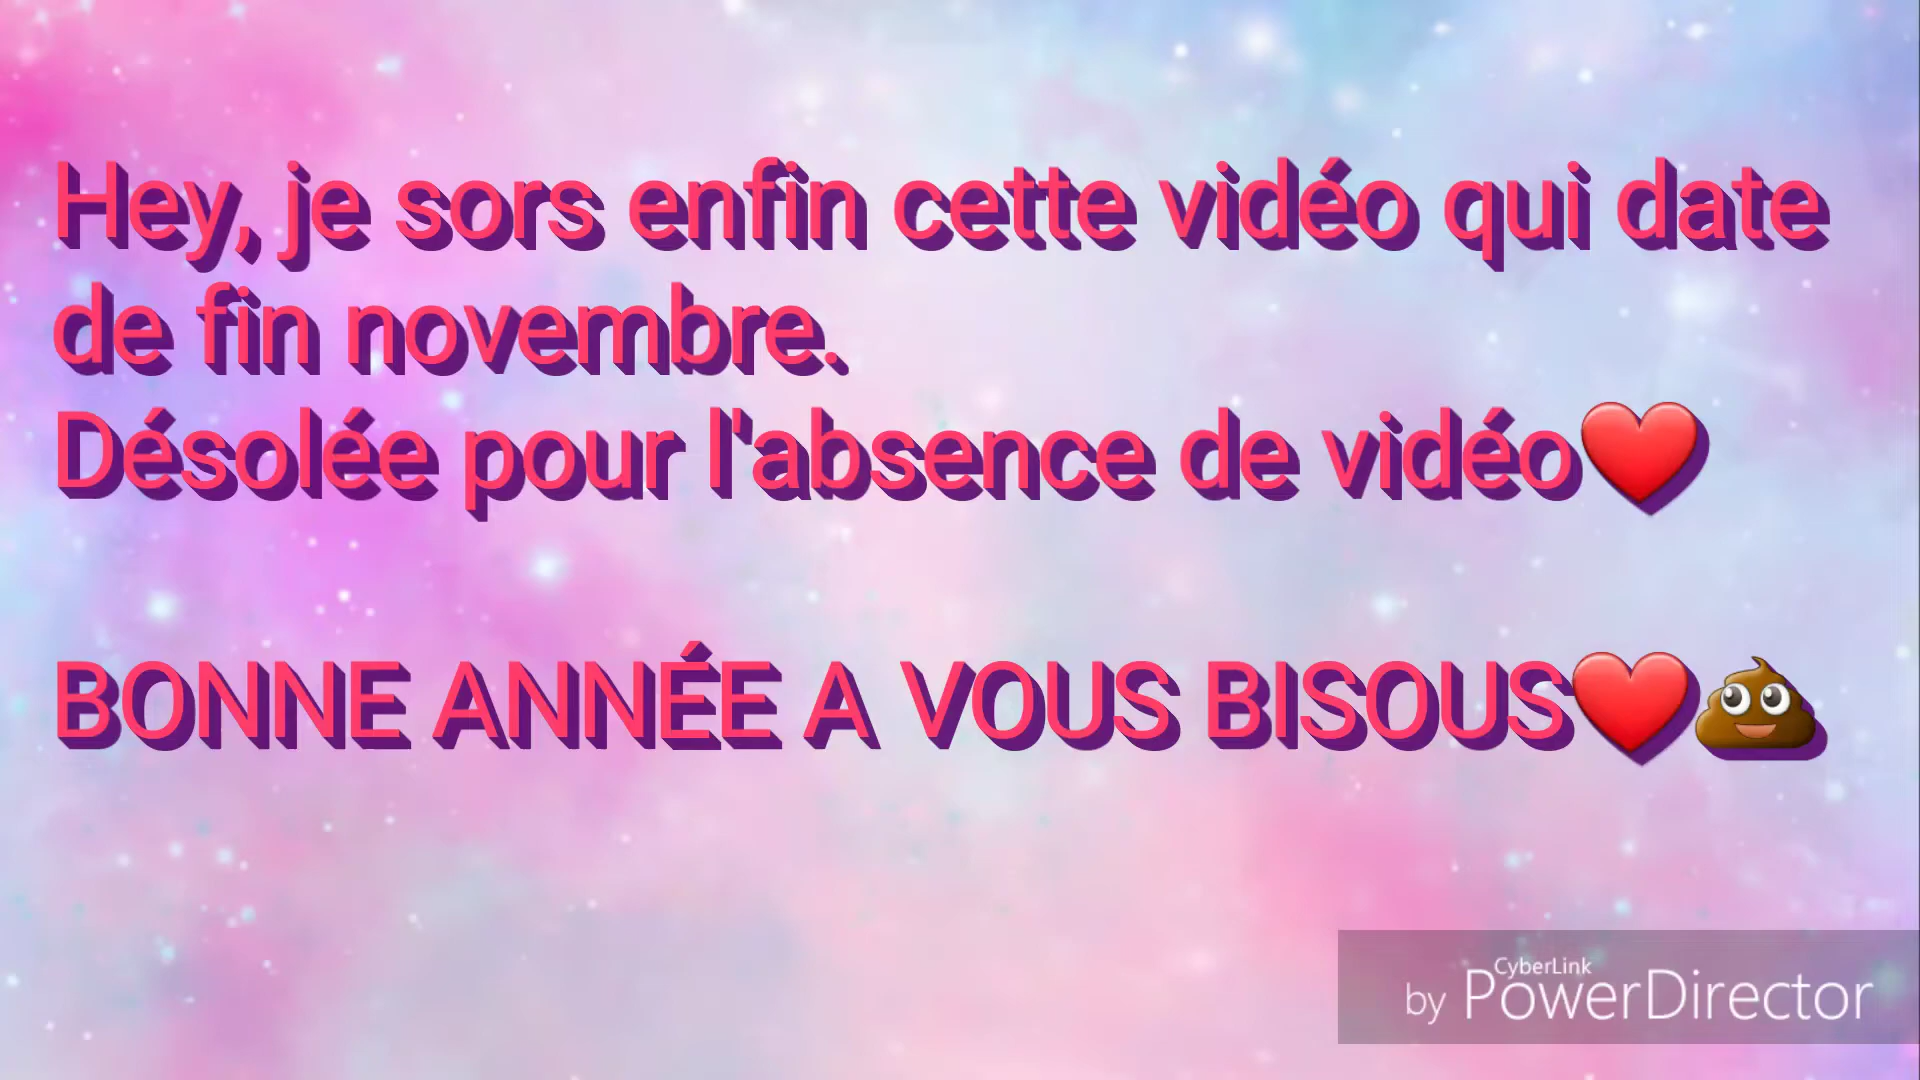 Hey, je sors enfin cette vidéo qui date
de fin novembre.
Désolée pour l'absence de vidéo❤️
BONNE ANNÉE A VOUS BISOUS❤️💩
by CyberLink PowerDirector